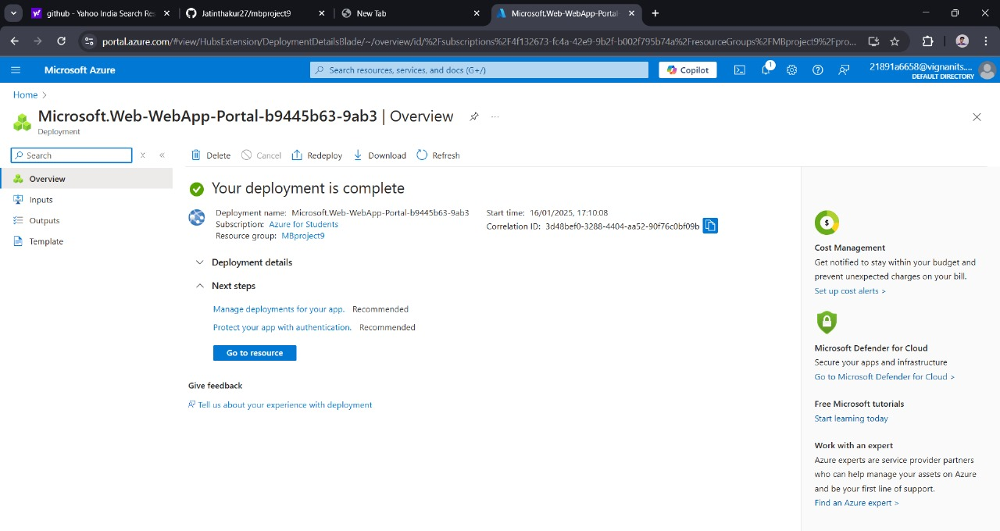 github - Yahoo India Search Res
Jatinthakur27/mbproject9
New Tab
Microsoft.Web-WebApp-Portal-
portal.azure.com/#view/HubsExtension/DeploymentDetailsBlade/~/overview/id/%2Fsubscriptions%2F4f132673-fc4a-42e9-9b2f-b002f795b74a%2FresourceGroups%2FMBproject9%2Fpro...
Microsoft Azure
Search resources, services, and docs (G+/)
Copilot
1
21891a6658@vignanits....
DEFAULT DIRECTORY
Home >
Microsoft.Web-WebApp-Portal-b9445b63-9ab3 | Overview
Deployment
Search
Overview
Inputs
Outputs
Template
Delete
Cancel
Redeploy
Download
Refresh
Your deployment is complete
Deployment name: Microsoft.Web-WebApp-Portal-b9445b63-9ab3
Subscription: Azure for Students
Resource group: MBproject9
Start time: 16/01/2025, 17:10:08
Correlation ID: 3d48bef0-3288-4404-aa52-90f76c0bf09b
Deployment details
Next steps
Manage deployments for your app. Recommended
Protect your app with authentication. Recommended
Go to resource
Give feedback
Tell us about your experience with deployment
Cost Management
Get notified to stay within your budget and
prevent unexpected charges on your bill.
Set up cost alerts >
Microsoft Defender for Cloud
Secure your apps and infrastructure
Go to Microsoft Defender for Cloud >
Free Microsoft tutorials
Start learning today
Work with an expert
Azure experts are service provider partners
who can help manage your assets on Azure
and be your first line of support.
Find an Azure expert >